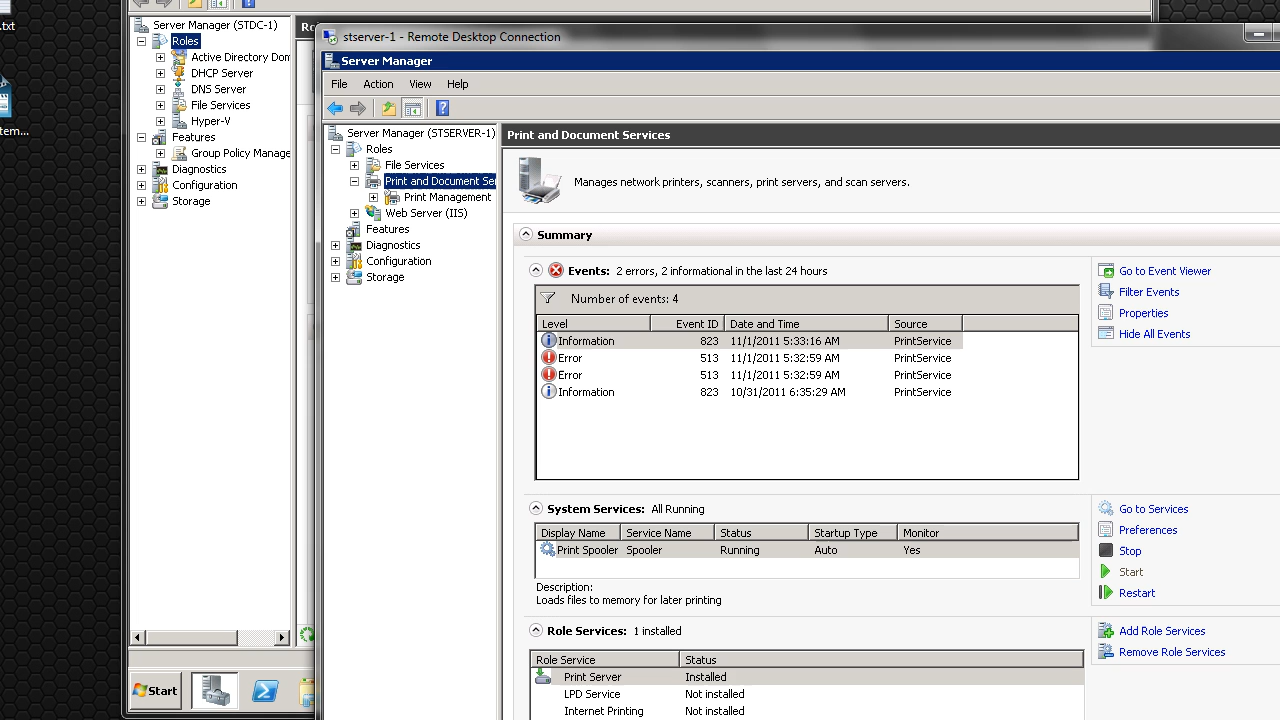 .txt
tem...
Server Manager (STDC-1)
Roles
Active Directory Dom
DHCP Server
DNS Server
File Services
Hyper-V
Features
Group Policy Manage
Diagnostics
Configuration
Storage
Start
Ro
stserver-1 - Remote Desktop Connection
Server Manager
File Action View Help
Server Manager (STSERVER-1)
Roles
File Services
Print and Document Ser
Print Management
Web Server (IIS)
Features
Diagnostics
Configuration
Storage
Print and Document Services
Manages network printers, scanners, print servers, and scan servers.
Summary
Events: 2 errors, 2 informational in the last 24 hours
Number of events: 4
Level Event ID Date and Time Source
Information 823 11/1/2011 5:33:16 AM PrintService
Error 513 11/1/2011 5:32:59 AM PrintService
Error 513 11/1/2011 5:32:59 AM PrintService
Information 823 10/31/2011 6:35:29 AM PrintService
Go to Event Viewer
Filter Events
Properties
Hide All Events
System Services: All Running
Display Name Service Name Status Startup Type Monitor
Print Spooler Spooler Running Auto Yes
Description:
Loads files to memory for later printing
Go to Services
Preferences
Stop
Start
Restart
Role Services: 1 installed
Role Service Status
Print Server Installed
LPD Service Not installed
Internet Printing Not installed
Add Role Services
Remove Role Services